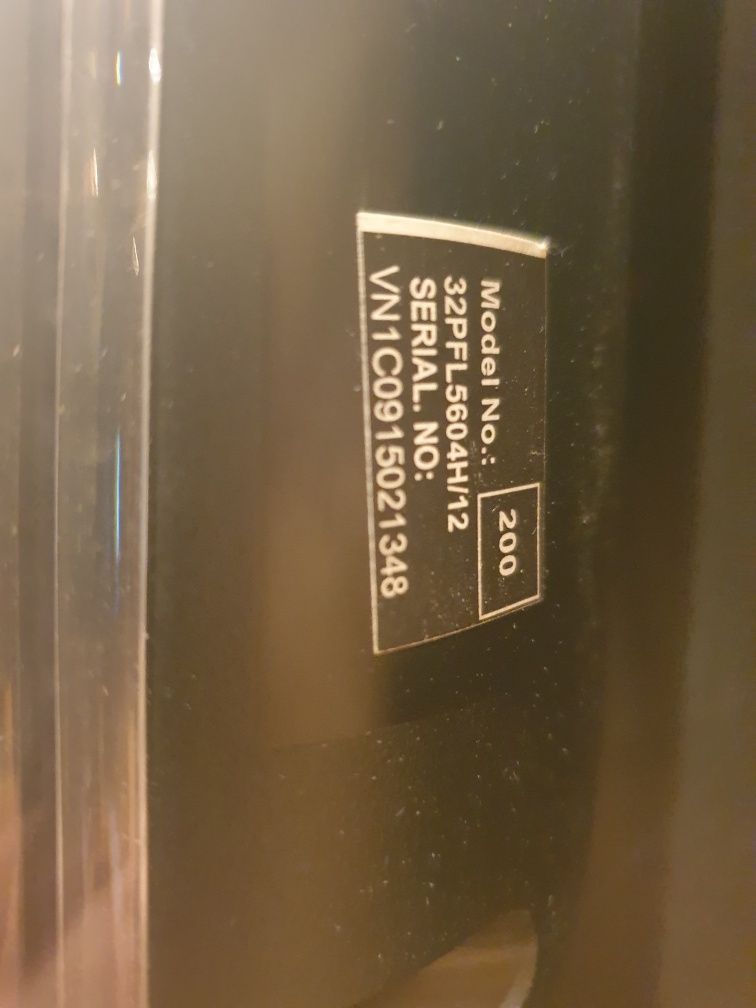 Model No.: 200
32PFL5604H/12
SERIAL. NO:
VN1C0915021348